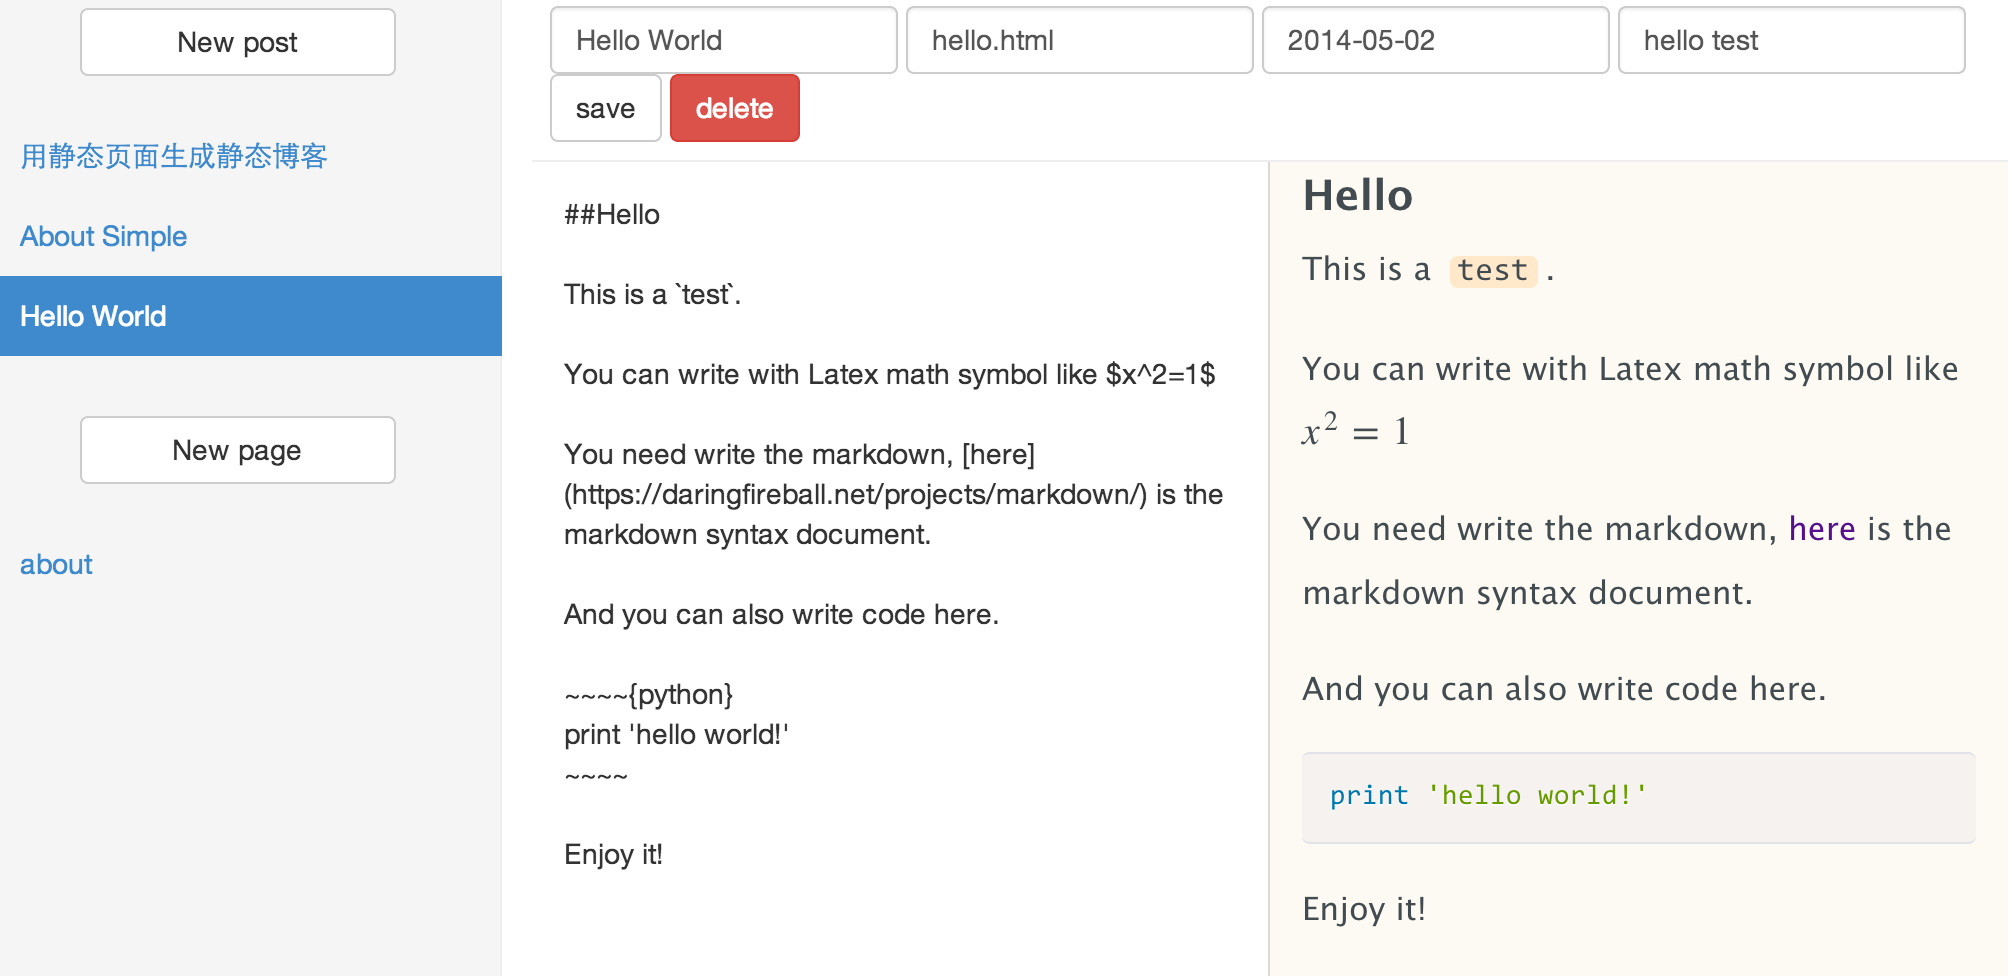 New post
用静态页面生成静态博客
About Simple
Hello World
New page
about
Hello World
hello.html
2014-05-02
hello test
save
delete
##Hello
This is a `test`.
You can write with Latex math symbol like $x^2=1$
You need write the markdown, [here]
(https://daringfireball.net/projects/markdown/) is the
markdown syntax document.
And you can also write code here.
~~~~{python}
print 'hello world!'
~~~~
Enjoy it!
Hello
This is a test.
You can write with Latex math symbol like
x² = 1
You need write the markdown, here is the
markdown syntax document.
And you can also write code here.
print 'hello world!'
Enjoy it!